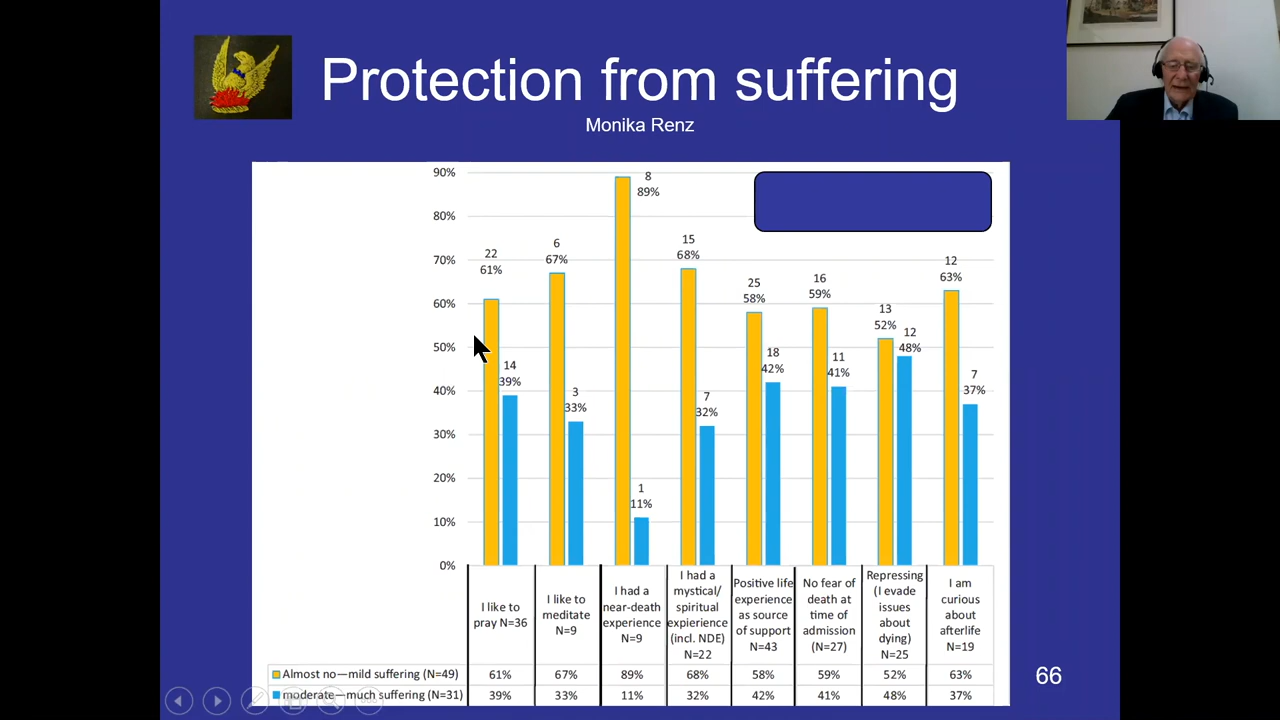 Protection from suffering
Monika Renz
90%
80%
70%
60%
50%
40%
30%
20%
10%
0%
22
61%
14
39%
6
67%
3
33%
8
89%
1
11%
15
68%
7
32%
25
58%
18
42%
16
59%
11
41%
13
52%
12
48%
12
63%
7
37%
I like to
pray N=36
I like to
meditate
N=9
I had a
near-death
experience
N=9
I had a
mystical/
spiritual
expierience
(incl. NDE)
N=22
Positive life
experience
as source
of support
N=43
No fear of
death at
time of
admission
(N=27)
Repressing
(I evade
issues
about
dying)
N=25
I am
curious
about
afterlife
N=19
Almost no—mild suffering (N=49) 61% 67% 89% 68% 58% 59% 52% 63%
moderate—much suffering (N=31) 39% 33% 11% 32% 42% 41% 48% 37%
66